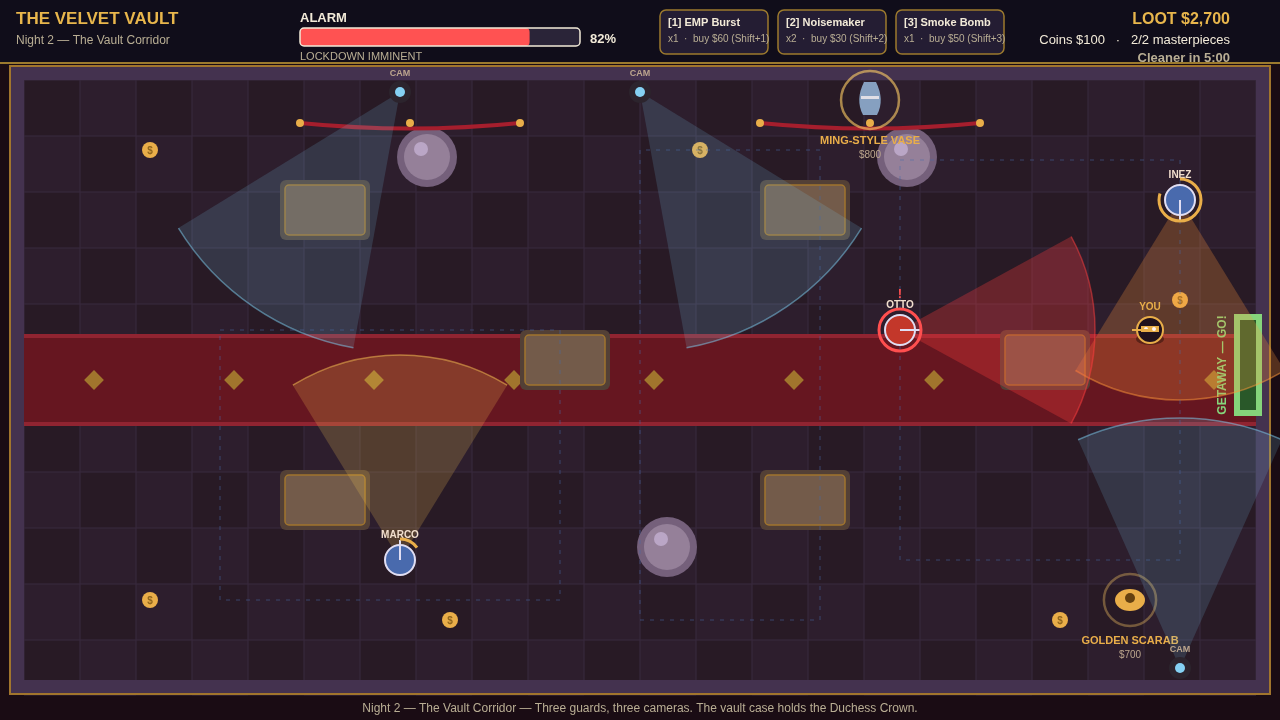 THE VELVET VAULT
Night 2 — The Vault Corridor
ALARM
82%
LOCKDOWN IMMINENT
[1] EMP Burst
x1 · buy $60 (Shift+1)
[2] Noisemaker
x2 · buy $30 (Shift+2)
[3] Smoke Bomb
x1 · buy $50 (Shift+3)
LOOT $2,700
Coins $100 · 2/2 masterpieces
Cleaner in 5:00
CAM
CAM
MING-STYLE VASE
$800
$
$
INEZ
$
OTTO
!
YOU
GETAWAY — GO!
MARCO
$
$
$
GOLDEN SCARAB
$700
CAM
Night 2 — The Vault Corridor — Three guards, three cameras. The vault case holds the Duchess Crown.